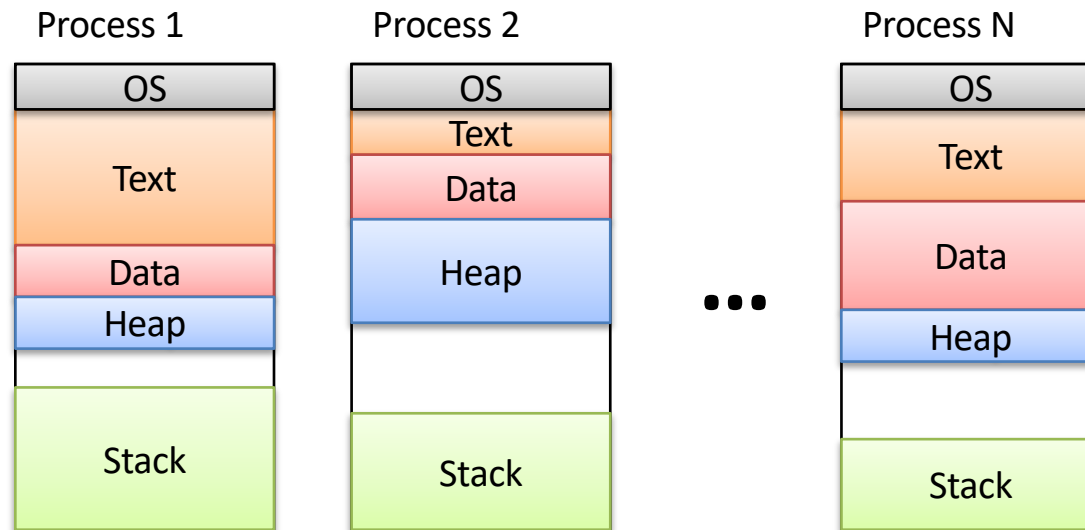 Process 1
OS
Text
Data
Heap
Stack
Process 2
OS
Text
Data
Heap
Stack
...
Process N
OS
Text
Data
Heap
Stack